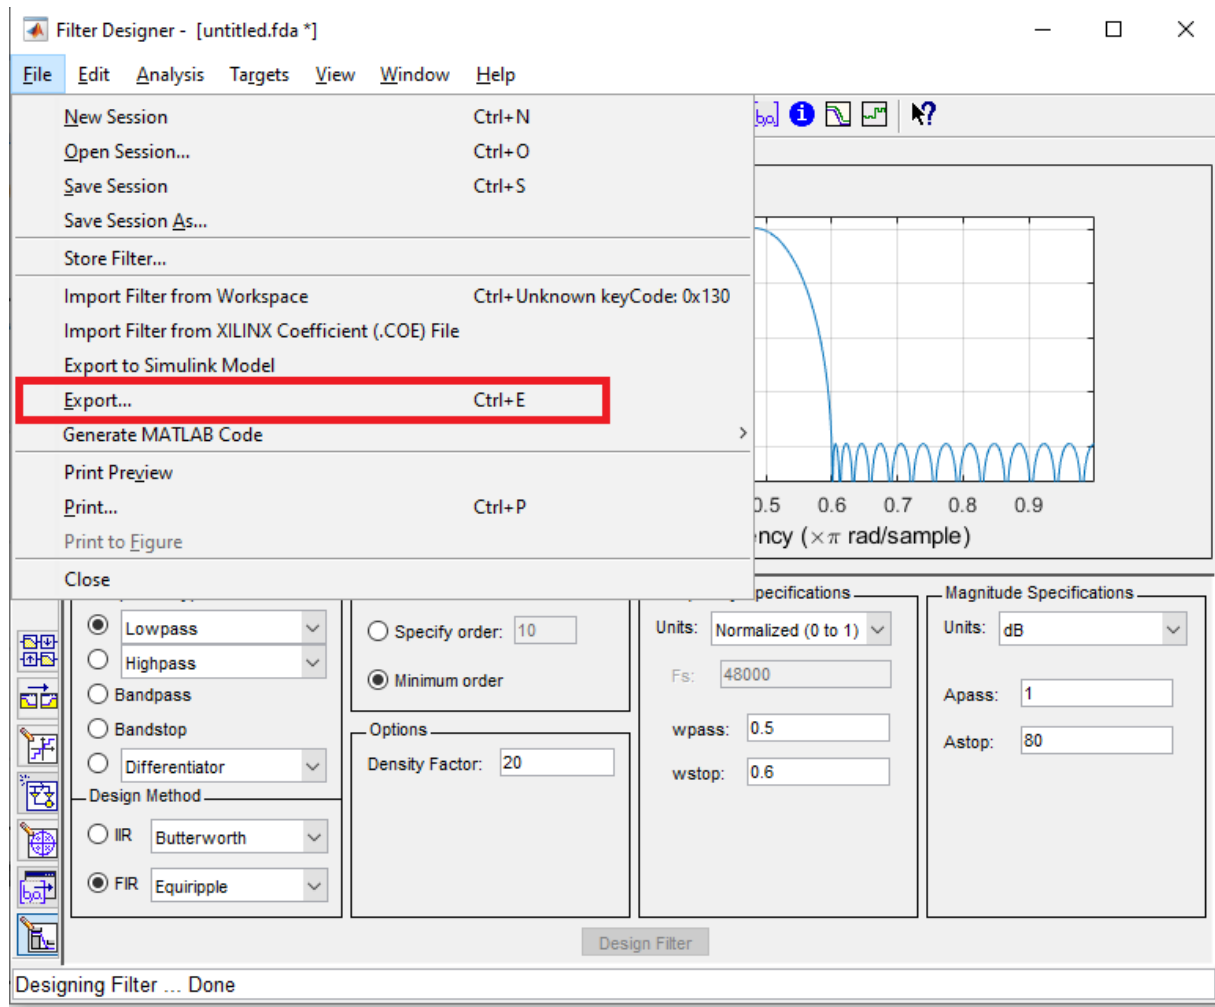 Filter Designer - [untitled.fda *]
File Edit Analysis Targets View Window Help
New Session Ctrl+N
Open Session... Ctrl+O
Save Session Ctrl+S
Save Session As...
Store Filter...
Import Filter from Workspace Ctrl+Unknown keyCode: 0x130
Import Filter from XILINX Coefficient (.COE) File
Export to Simulink Model
Export... Ctrl+E
Generate MATLAB Code
Print Preview
Print... Ctrl+P
Print to Figure
Close
0.5 0.6 0.7 0.8 0.9
ncy (×π rad/sample)
pecifications
Magnitude Specifications
Lowpass
Highpass
Bandpass
Bandstop
Differentiator
Design Method
IIR Butterworth
FIR Equiripple
Specify order: 10
Minimum order
Options
Density Factor: 20
Units: Normalized (0 to 1)
Fs: 48000
wpass: 0.5
wstop: 0.6
Units: dB
Apass: 1
Astop: 80
Design Filter
Designing Filter ... Done